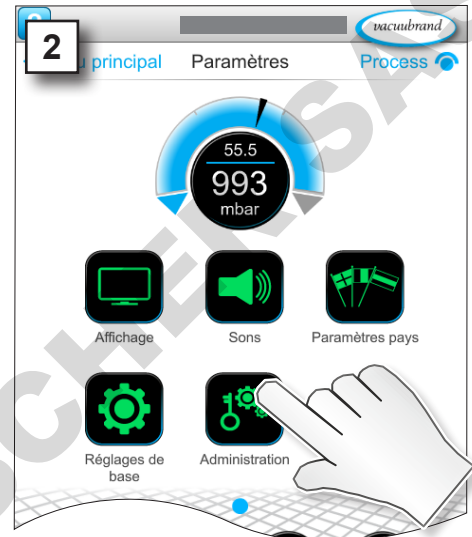 2
vacuubrand
principal
Paramètres
Process
55.5
993
mbar
Affichage
Sons
Paramètres pays
Réglages de
base
Administration